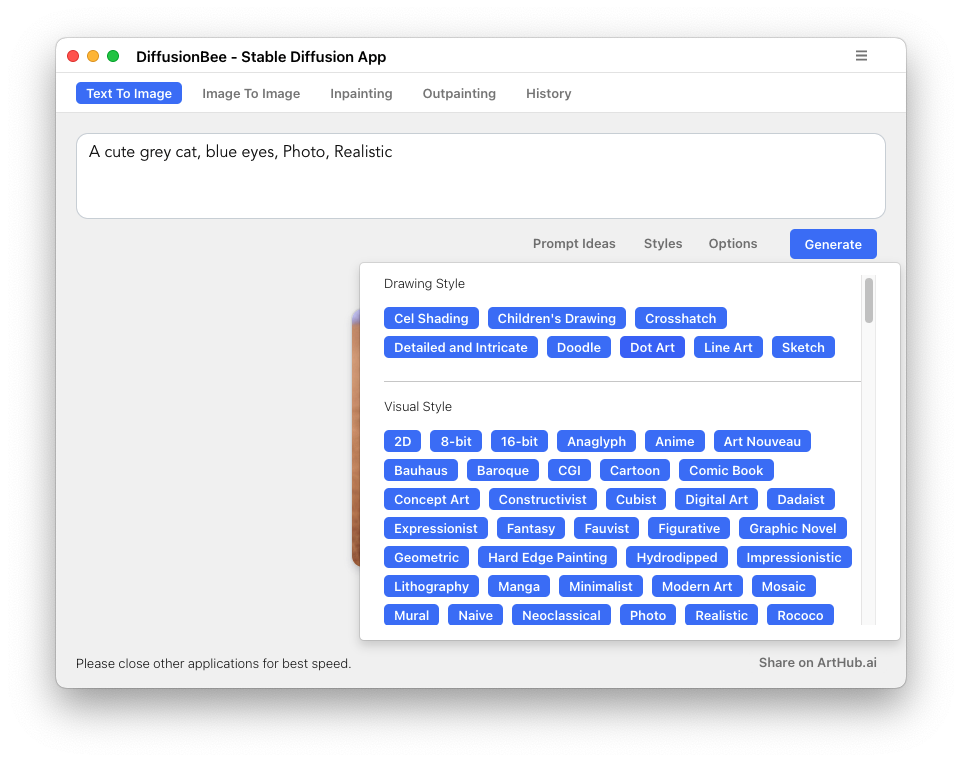 DiffusionBee - Stable Diffusion App
Text To Image Image To Image Inpainting Outpainting History
A cute grey cat, blue eyes, Photo, Realistic
Prompt Ideas Styles Options Generate
Drawing Style
Cel Shading Children's Drawing Crosshatch
Detailed and Intricate Doodle Dot Art Line Art Sketch
Visual Style
2D 8-bit 16-bit Anaglyph Anime Art Nouveau
Bauhaus Baroque CGI Cartoon Comic Book
Concept Art Constructivist Cubist Digital Art Dadaist
Expressionist Fantasy Fauvist Figurative Graphic Novel
Geometric Hard Edge Painting Hydrodipped Impressionistic
Lithography Manga Minimalist Modern Art Mosaic
Mural Naive Neoclassical Photo Realistic Rococo
Please close other applications for best speed. Share on ArtHub.ai